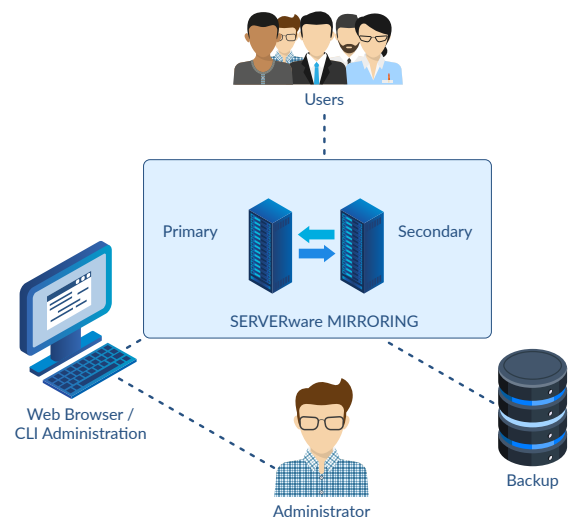 Users
Primary
Secondary
SERVERware MIRRORING
Web Browser /
CLI Administration
Backup
Administrator